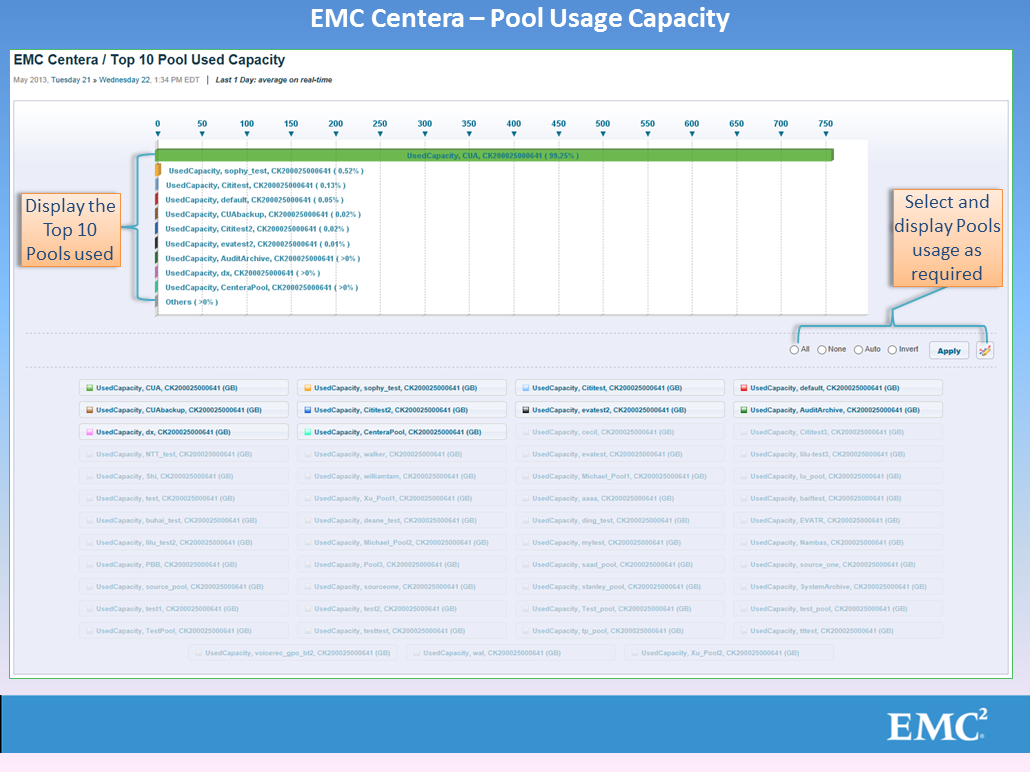 EMC Centera – Pool Usage Capacity
EMC Centera / Top 10 Pool Used Capacity
May 2013, Tuesday 21 » Wednesday 22, 1:34 PM EDT | Last 1 Day: average on real-time
0 50 100 150 200 250 300 350 400 450 500 550 600 650 700 750
UsedCapacity, CUA, CK200025000641 ( 99.25% )
UsedCapacity, sophy_test, CK200025000641 ( 0.52% )
UsedCapacity, Cititest, CK200025000641 ( 0.13% )
UsedCapacity, default, CK200025000641 ( 0.05% )
UsedCapacity, CUAbackup, CK200025000641 ( 0.02% )
UsedCapacity, Cititest2, CK200025000641 ( 0.02% )
UsedCapacity, evatest2, CK200025000641 ( 0.01% )
UsedCapacity, AuditArchive, CK200025000641 ( >0% )
UsedCapacity, dx, CK200025000641 ( >0% )
UsedCapacity, CenteraPool, CK200025000641 ( >0% )
Others ( >0% )
Display the
Top 10
Pools used
Select and
display Pools
usage as
required
All None Auto Invert Apply
UsedCapacity, CUA, CK200025000641 (GB) UsedCapacity, sophy_test, CK200025000641 (GB) UsedCapacity, Cititest, CK200025000641 (GB) UsedCapacity, default, CK200025000641 (GB)
UsedCapacity, CUAbackup, CK200025000641 (GB) UsedCapacity, Cititest2, CK200025000641 (GB) UsedCapacity, evatest2, CK200025000641 (GB) UsedCapacity, AuditArchive, CK200025000641 (GB)
UsedCapacity, dx, CK200025000641 (GB) UsedCapacity, CenteraPool, CK200025000641 (GB) UsedCapacity, cecil, CK200025000641 (GB) UsedCapacity, Cititest3, CK200025000641 (GB)
UsedCapacity, NTT_test, CK200025000641 (GB) UsedCapacity, walker, CK200025000641 (GB) UsedCapacity, evatest, CK200025000641 (GB) UsedCapacity, lilu-test3, CK200025000641 (GB)
UsedCapacity, Shi, CK200025000641 (GB) UsedCapacity, williamtam, CK200025000641 (GB) UsedCapacity, Michael_Pool1, CK200025000641 (GB) UsedCapacity, lu_pool, CK200025000641 (GB)
UsedCapacity, test, CK200025000641 (GB) UsedCapacity, Xu_Pool1, CK200025000641 (GB) UsedCapacity, aaaa, CK200025000641 (GB) UsedCapacity, baiftest, CK200025000641 (GB)
UsedCapacity, buhai_test, CK200025000641 (GB) UsedCapacity, deane_test, CK200025000641 (GB) UsedCapacity, ding_test, CK200025000641 (GB) UsedCapacity, EVATR, CK200025000641 (GB)
UsedCapacity, lilu_test2, CK200025000641 (GB) UsedCapacity, Michael_Pool2, CK200025000641 (GB) UsedCapacity, mytest, CK200025000641 (GB) UsedCapacity, Nambas, CK200025000641 (GB)
UsedCapacity, PBB, CK200025000641 (GB) UsedCapacity, Pool3, CK200025000641 (GB) UsedCapacity, saad_pool, CK200025000641 (GB) UsedCapacity, source_one, CK200025000641 (GB)
UsedCapacity, source_pool, CK200025000641 (GB) UsedCapacity, sourceone, CK200025000641 (GB) UsedCapacity, stanley_pool, CK200025000641 (GB) UsedCapacity, SystemArchive, CK200025000641 (GB)
UsedCapacity, test1, CK200025000641 (GB) UsedCapacity, test2, CK200025000641 (GB) UsedCapacity, Test_pool, CK200025000641 (GB) UsedCapacity, test_pool, CK200025000641 (GB)
UsedCapacity, TestPool, CK200025000641 (GB) UsedCapacity, testtest, CK200025000641 (GB) UsedCapacity, tp_pool, CK200025000641 (GB) UsedCapacity, tttest, CK200025000641 (GB)
UsedCapacity, voicerec_gpo_bt2, CK200025000641 (GB) UsedCapacity, wal, CK200025000641 (GB) UsedCapacity, Xu_Pool2, CK200025000641 (GB)
EMC²